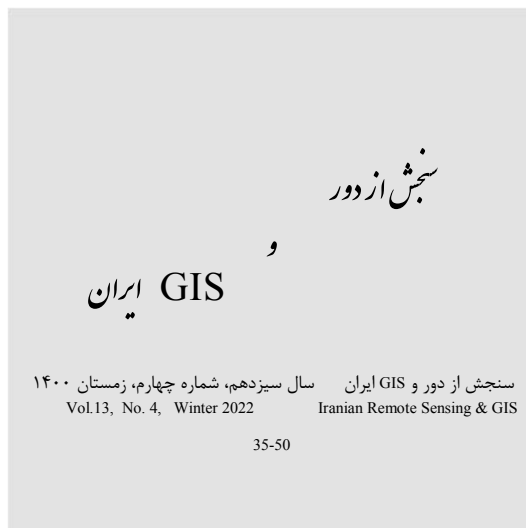 سنجش از دور
و
GIS ایران
سنجش از دور و GIS ایران سال سیزدهم، شماره چهارم، زمستان ۱۴۰۰
Vol.13, No. 4, Winter 2022 Iranian Remote Sensing & GIS
35-50